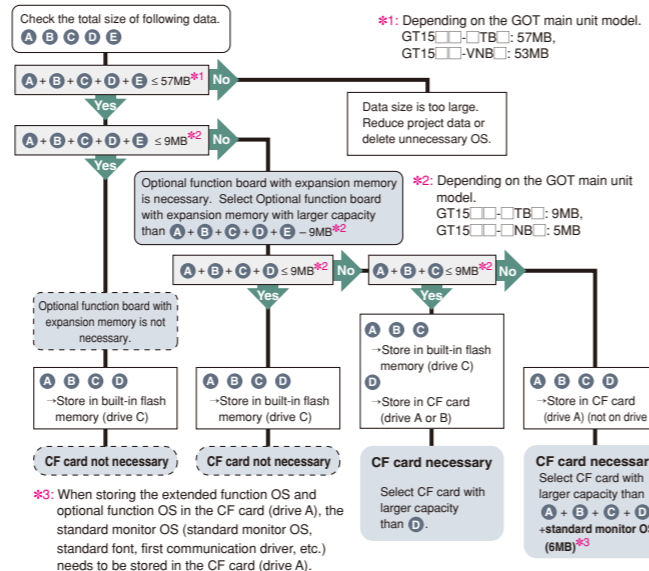 Check the total size of following data.
A B C D E
*1: Depending on the GOT main unit model.
GT15□□-□TB□: 57MB,
GT15□□-VNB□: 53MB
A + B + C + D + E ≤ 57MB*1
No
Yes
Data size is too large.
Reduce project data or
delete unnecessary OS.
A + B + C + D + E ≤ 9MB*2
No
Yes
*2: Depending on the GOT main unit
model.
GT15□□-□TB□: 9MB,
GT15□□-□NB□: 5MB
Optional function board with expansion memory
is necessary. Select Optional function board
with expansion memory with larger capacity
than A + B + C + D + E – 9MB*2
A + B + C + D ≤ 9MB*2
No
Yes
A + B + C ≤ 9MB*2
No
Yes
Optional function board with
expansion memory is not
necessary.
A B C D
→Store in built-in flash
memory (drive C)
CF card not necessary
A B C D
→Store in built-in flash
memory (drive C)
CF card not necessary
A B C
→Store in built-in flash
memory (drive C)
D
→Store in CF card
(drive A or B)
CF card necessary
Select CF card with
larger capacity
than D.
A B C D
→Store in CF card
(drive A) (not on drive
CF card necessar
Select CF card with
larger capacity than
A + B + C + D
+standard monitor O
(6MB)*3
*3: When storing the extended function OS and
optional function OS in the CF card (drive A), the
standard monitor OS (standard monitor OS,
standard font, first communication driver, etc.)
needs to be stored in the CF card (drive A).